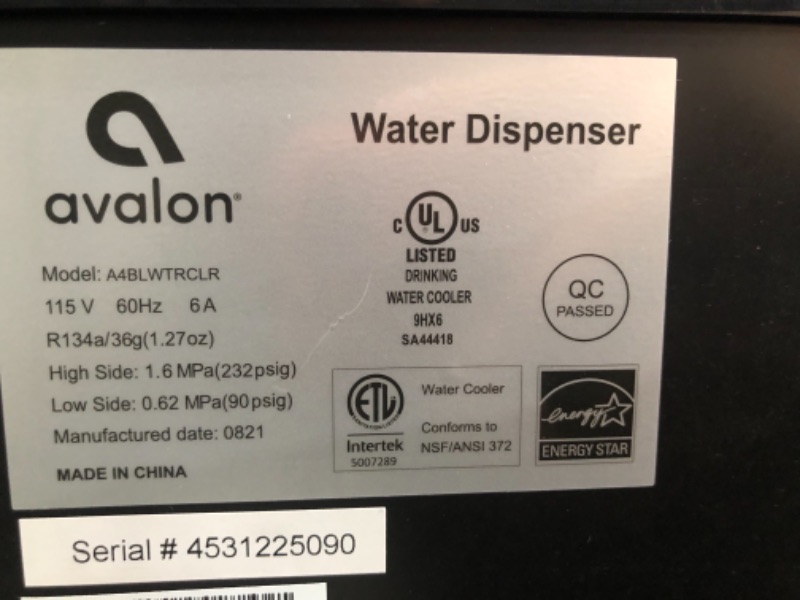 avalon®
Water Dispenser
C UL US
LISTED
DRINKING
WATER COOLER
9HX6
SA44418
Model: A4BLWTRCLR
115 V 60Hz 6A
R134a/36g(1.27oz)
High Side: 1.6 MPa(232psig)
Low Side: 0.62 MPa(90psig)
Manufactured date: 0821
MADE IN CHINA
QC
PASSED
ETL
Intertek
5007289
Water Cooler
Conforms to
NSF/ANSI 372
energy
ENERGY STAR
Serial # 4531225090